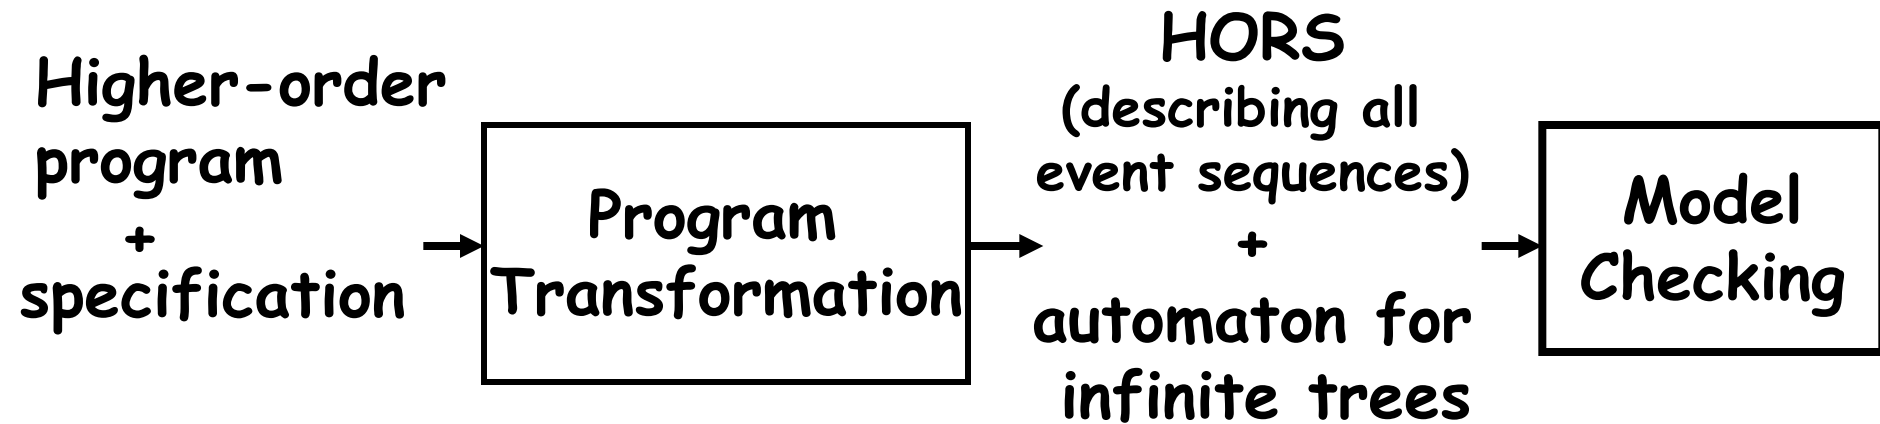 Higher-order
program
+
specification
Program
Transformation
HORS
(describing all
event sequences)
+
automaton for
infinite trees
Model
Checking